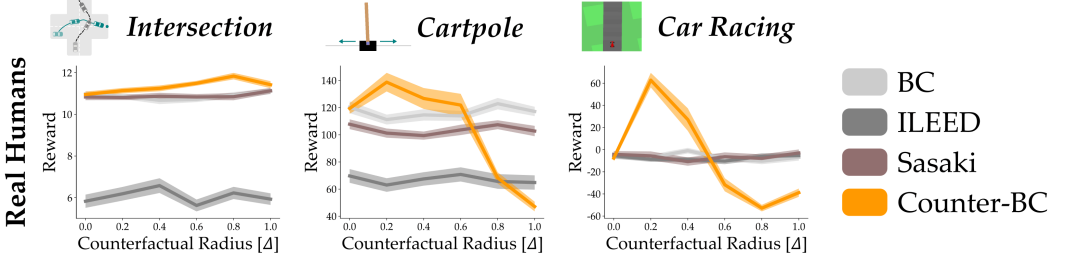 Real Humans
Intersection
Cartpole
Car Racing
Reward
12
10
8
6
0.0 0.2 0.4 0.6 0.8 1.0
Counterfactual Radius [Δ]
Reward
140
120
100
80
60
40
0.0 0.2 0.4 0.6 0.8 1.0
Counterfactual Radius [Δ]
Reward
60
40
20
0
-20
-40
-60
0.0 0.2 0.4 0.6 0.8 1.0
Counterfactual Radius [Δ]
BC
ILEED
Sasaki
Counter-BC